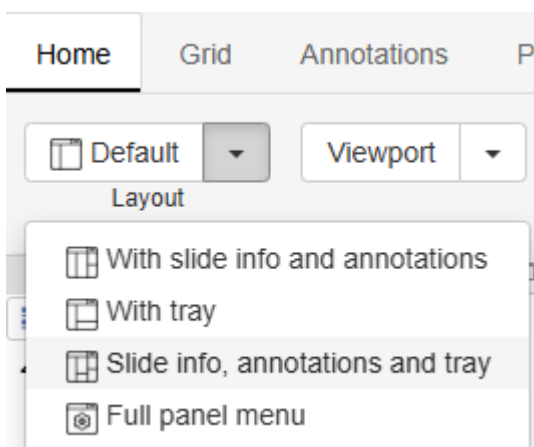 Home Grid Annotations P
Default Viewport
Layout
With slide info and annotations
With tray
Slide info, annotations and tray
Full panel menu